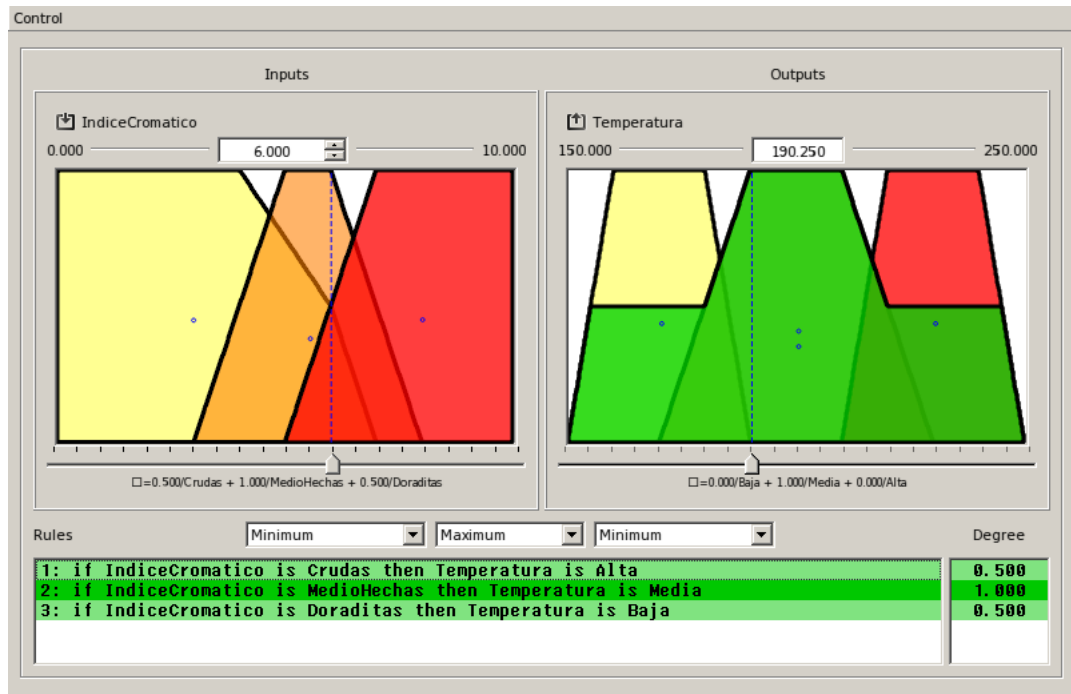 Control
Inputs
IndiceCromatico
0.000 6.000 10.000
□=0.500/Crudas + 1.000/MedioHechas + 0.500/Doraditas
Outputs
Temperatura
150.000 190.250 250.000
□=0.000/Baja + 1.000/Media + 0.000/Alta
Rules Minimum Maximum Minimum Degree
1: if IndiceCromatico is Crudas then Temperatura is Alta 0.500
2: if IndiceCromatico is MedioHechas then Temperatura is Media 1.000
3: if IndiceCromatico is Doraditas then Temperatura is Baja 0.500